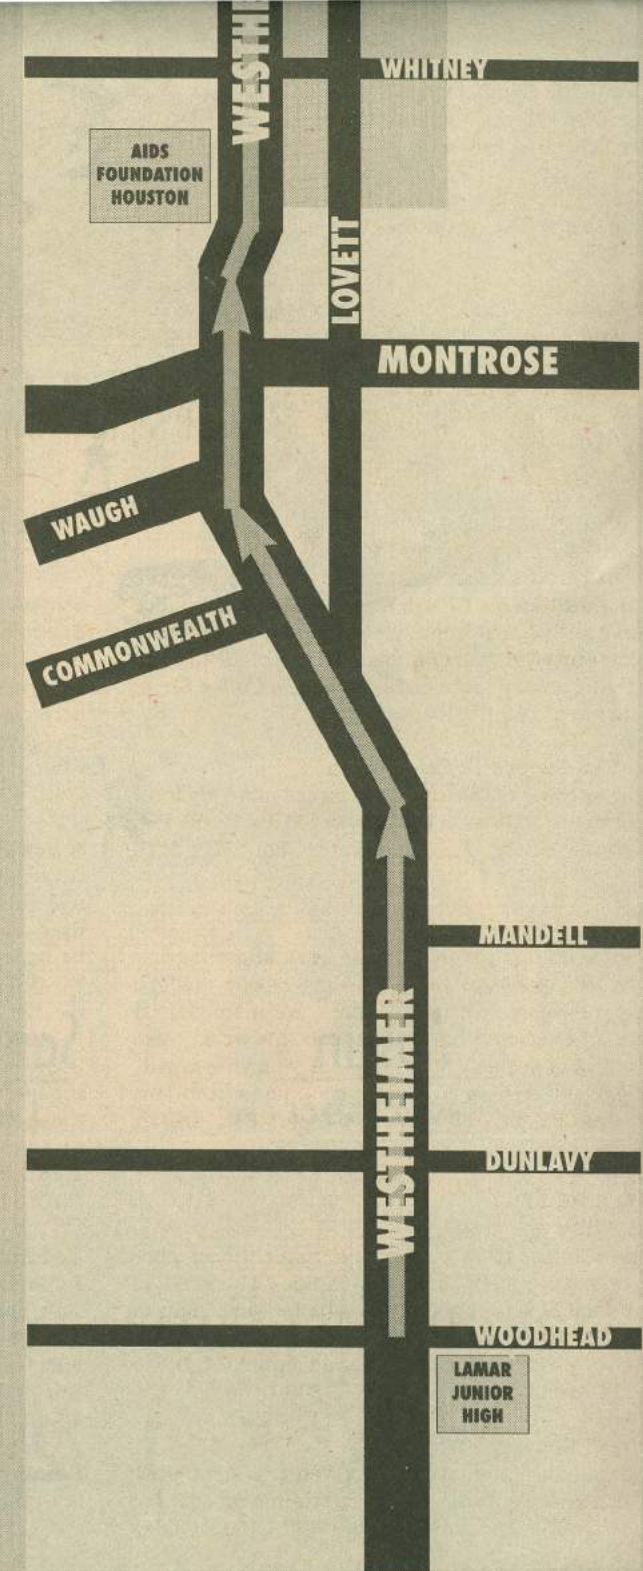 WESTHE
WHITNEY
AIDS
FOUNDATION
HOUSTON
LOVETT
MONTROSE
WAUGH
COMMONWEALTH
MANDELL
WESTHEIMER
DUNLAVY
WOODHEAD
LAMAR
JUNIOR
HIGH